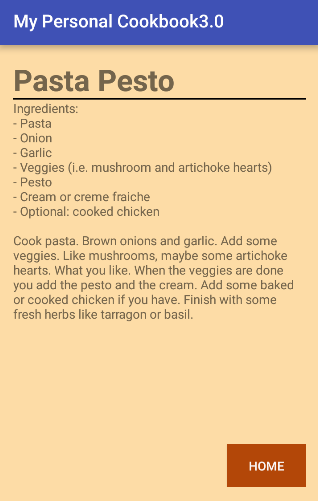 My Personal Cookbook3.0
Pasta Pesto
Ingredients:
- Pasta
- Onion
- Garlic
- Veggies (i.e. mushroom and artichoke hearts)
- Pesto
- Cream or creme fraiche
- Optional: cooked chicken
Cook pasta. Brown onions and garlic. Add some
veggies. Like mushrooms, maybe some artichoke
hearts. What you like. When the veggies are done
you add the pesto and the cream. Add some baked
or cooked chicken if you have. Finish with some
fresh herbs like tarragon or basil.
HOME